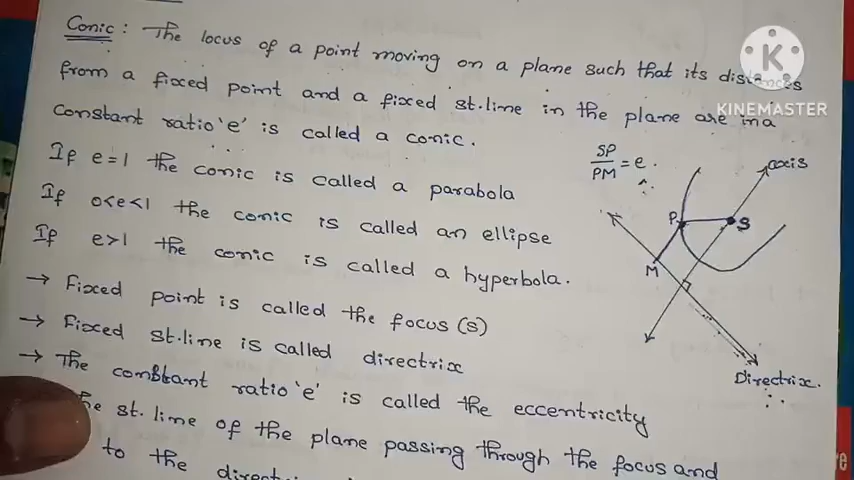 Conic: The locus of a point moving on a plane such that its distances
from a fixed point and a fixed st.line in the plane are in a
constant ratio 'e' is called a conic.
If e=1 the conic is called a parabola
If 0<e<1 the conic is called an ellipse
If e>1 the conic is called a hyperbola.
→ Fixed point is called the focus (s)
→ Fixed st.line is called directrix
→ The constant ratio 'e' is called the eccentricity
st. line of the plane passing through the focus and
to the
SP/PM = e.
axis
P
S
M
Directrix.
K
KINEMASTER